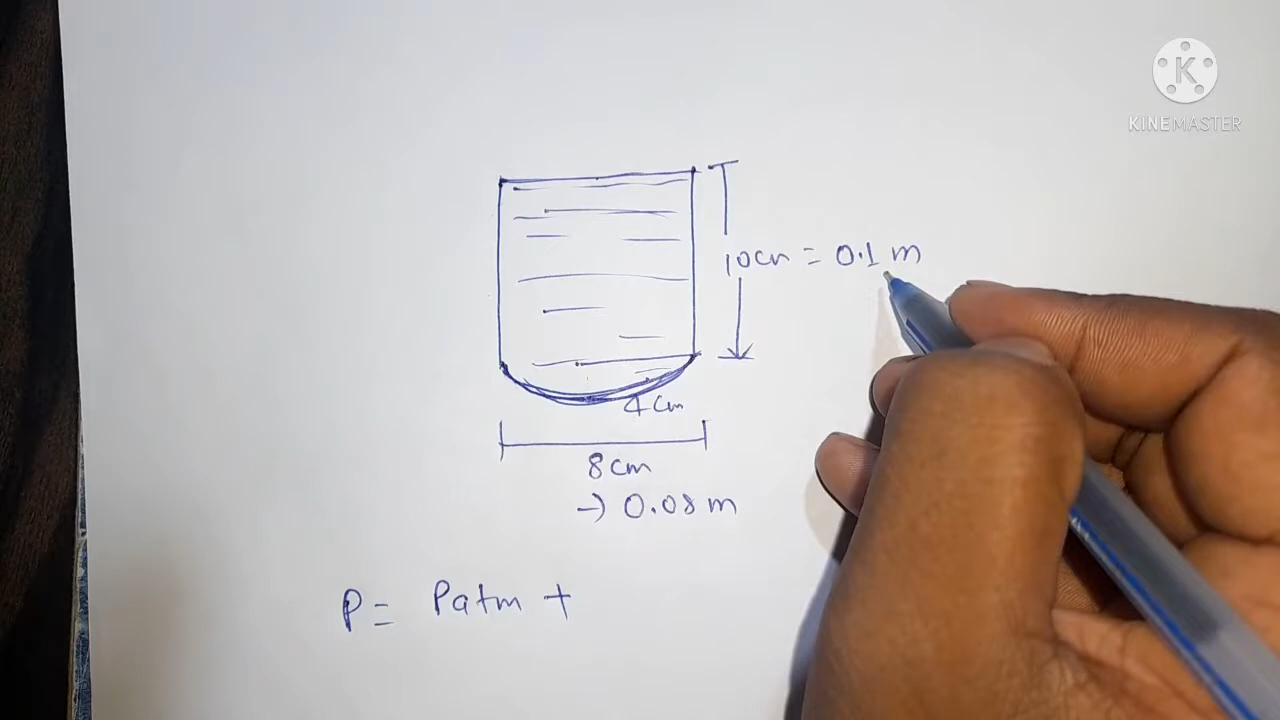 K
KINEMASTER
10cm = 0.1 m
4cm
8cm
→ 0.08 m
P = Patm +